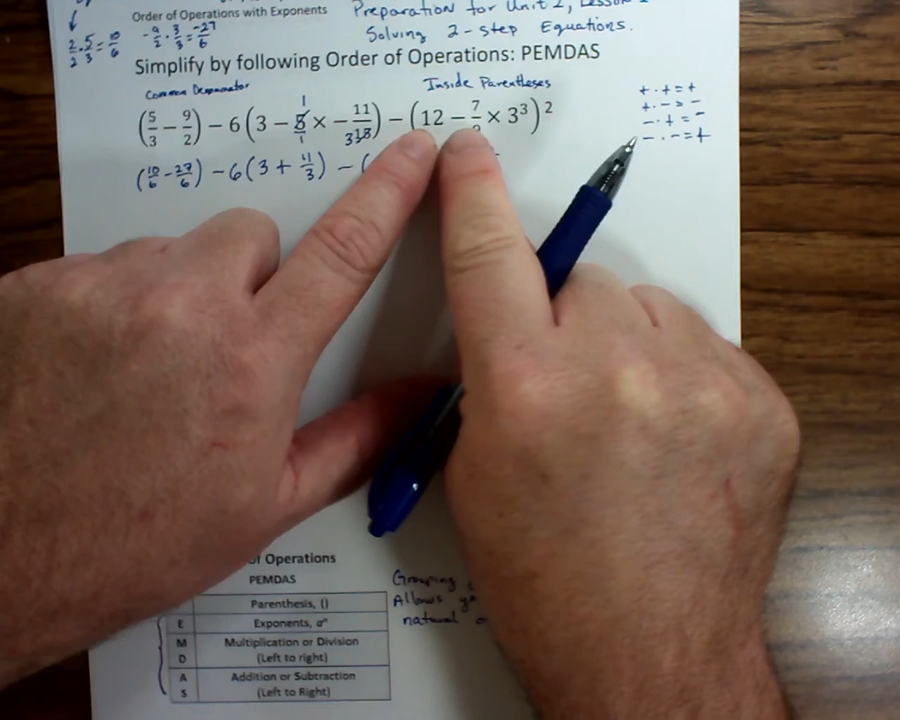 Order of Operations with Exponents
Preparation for Unit 2, Lesson
Solving 2-step Equations.
2/2 · 5/3 = 10/6
-9/2 · 3/3 = -27/6
Simplify by following Order of Operations: PEMDAS
Common Denominator
Inside Parentheses
(5/3 − 9/2) − 6(3 − 5/1 × − 11/18) − (12 − 7/ × 3³)²
1
3
(10/6 - 27/6) - 6(3 + 11/3) - (
+ · + = +
+ · - = -
- · + = -
- · - = +
of Operations
PEMDAS
Parenthesis, ()
E Exponents, aⁿ
M Multiplication or Division
D (Left to right)
A Addition or Subtraction
S (Left to Right)
Grouping
Allows
natural